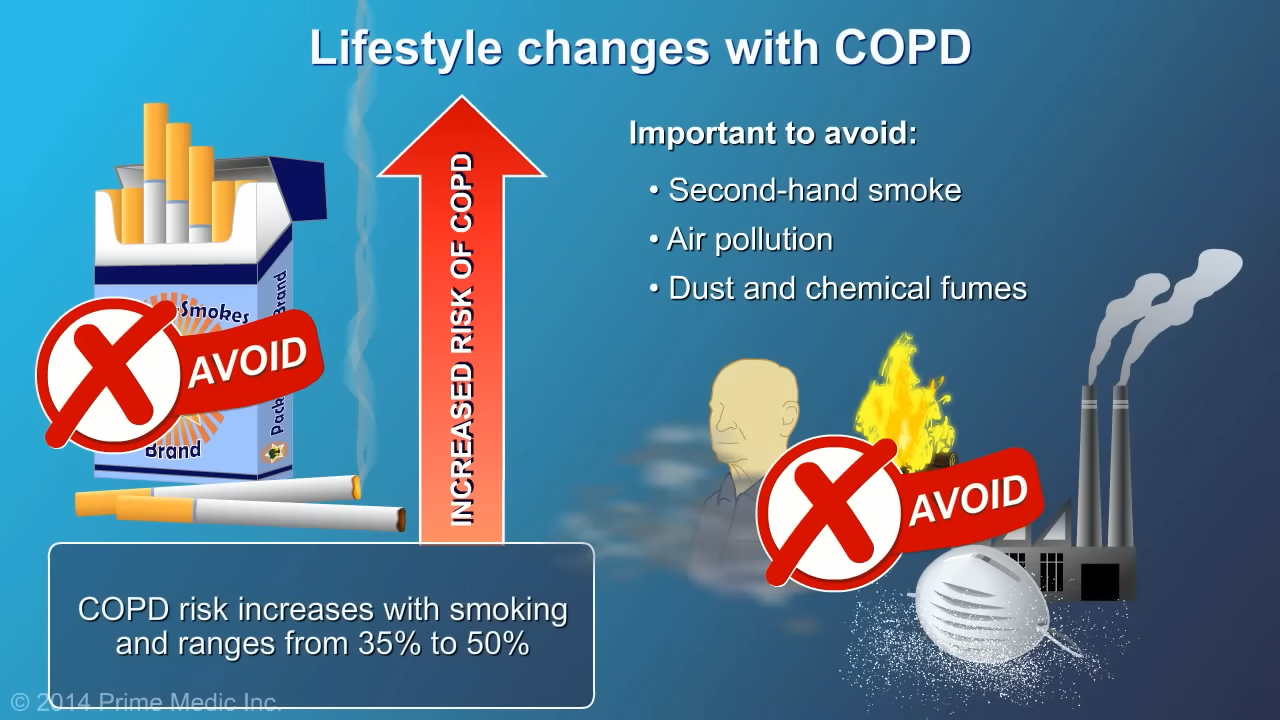 Lifestyle changes with COPD
Smokes
Brand
Brand
AVOID
INCREASED RISK OF COPD
COPD risk increases with smoking
and ranges from 35% to 50%
Important to avoid:
• Second-hand smoke
• Air pollution
• Dust and chemical fumes
AVOID
© 2014 Prime Medic Inc.